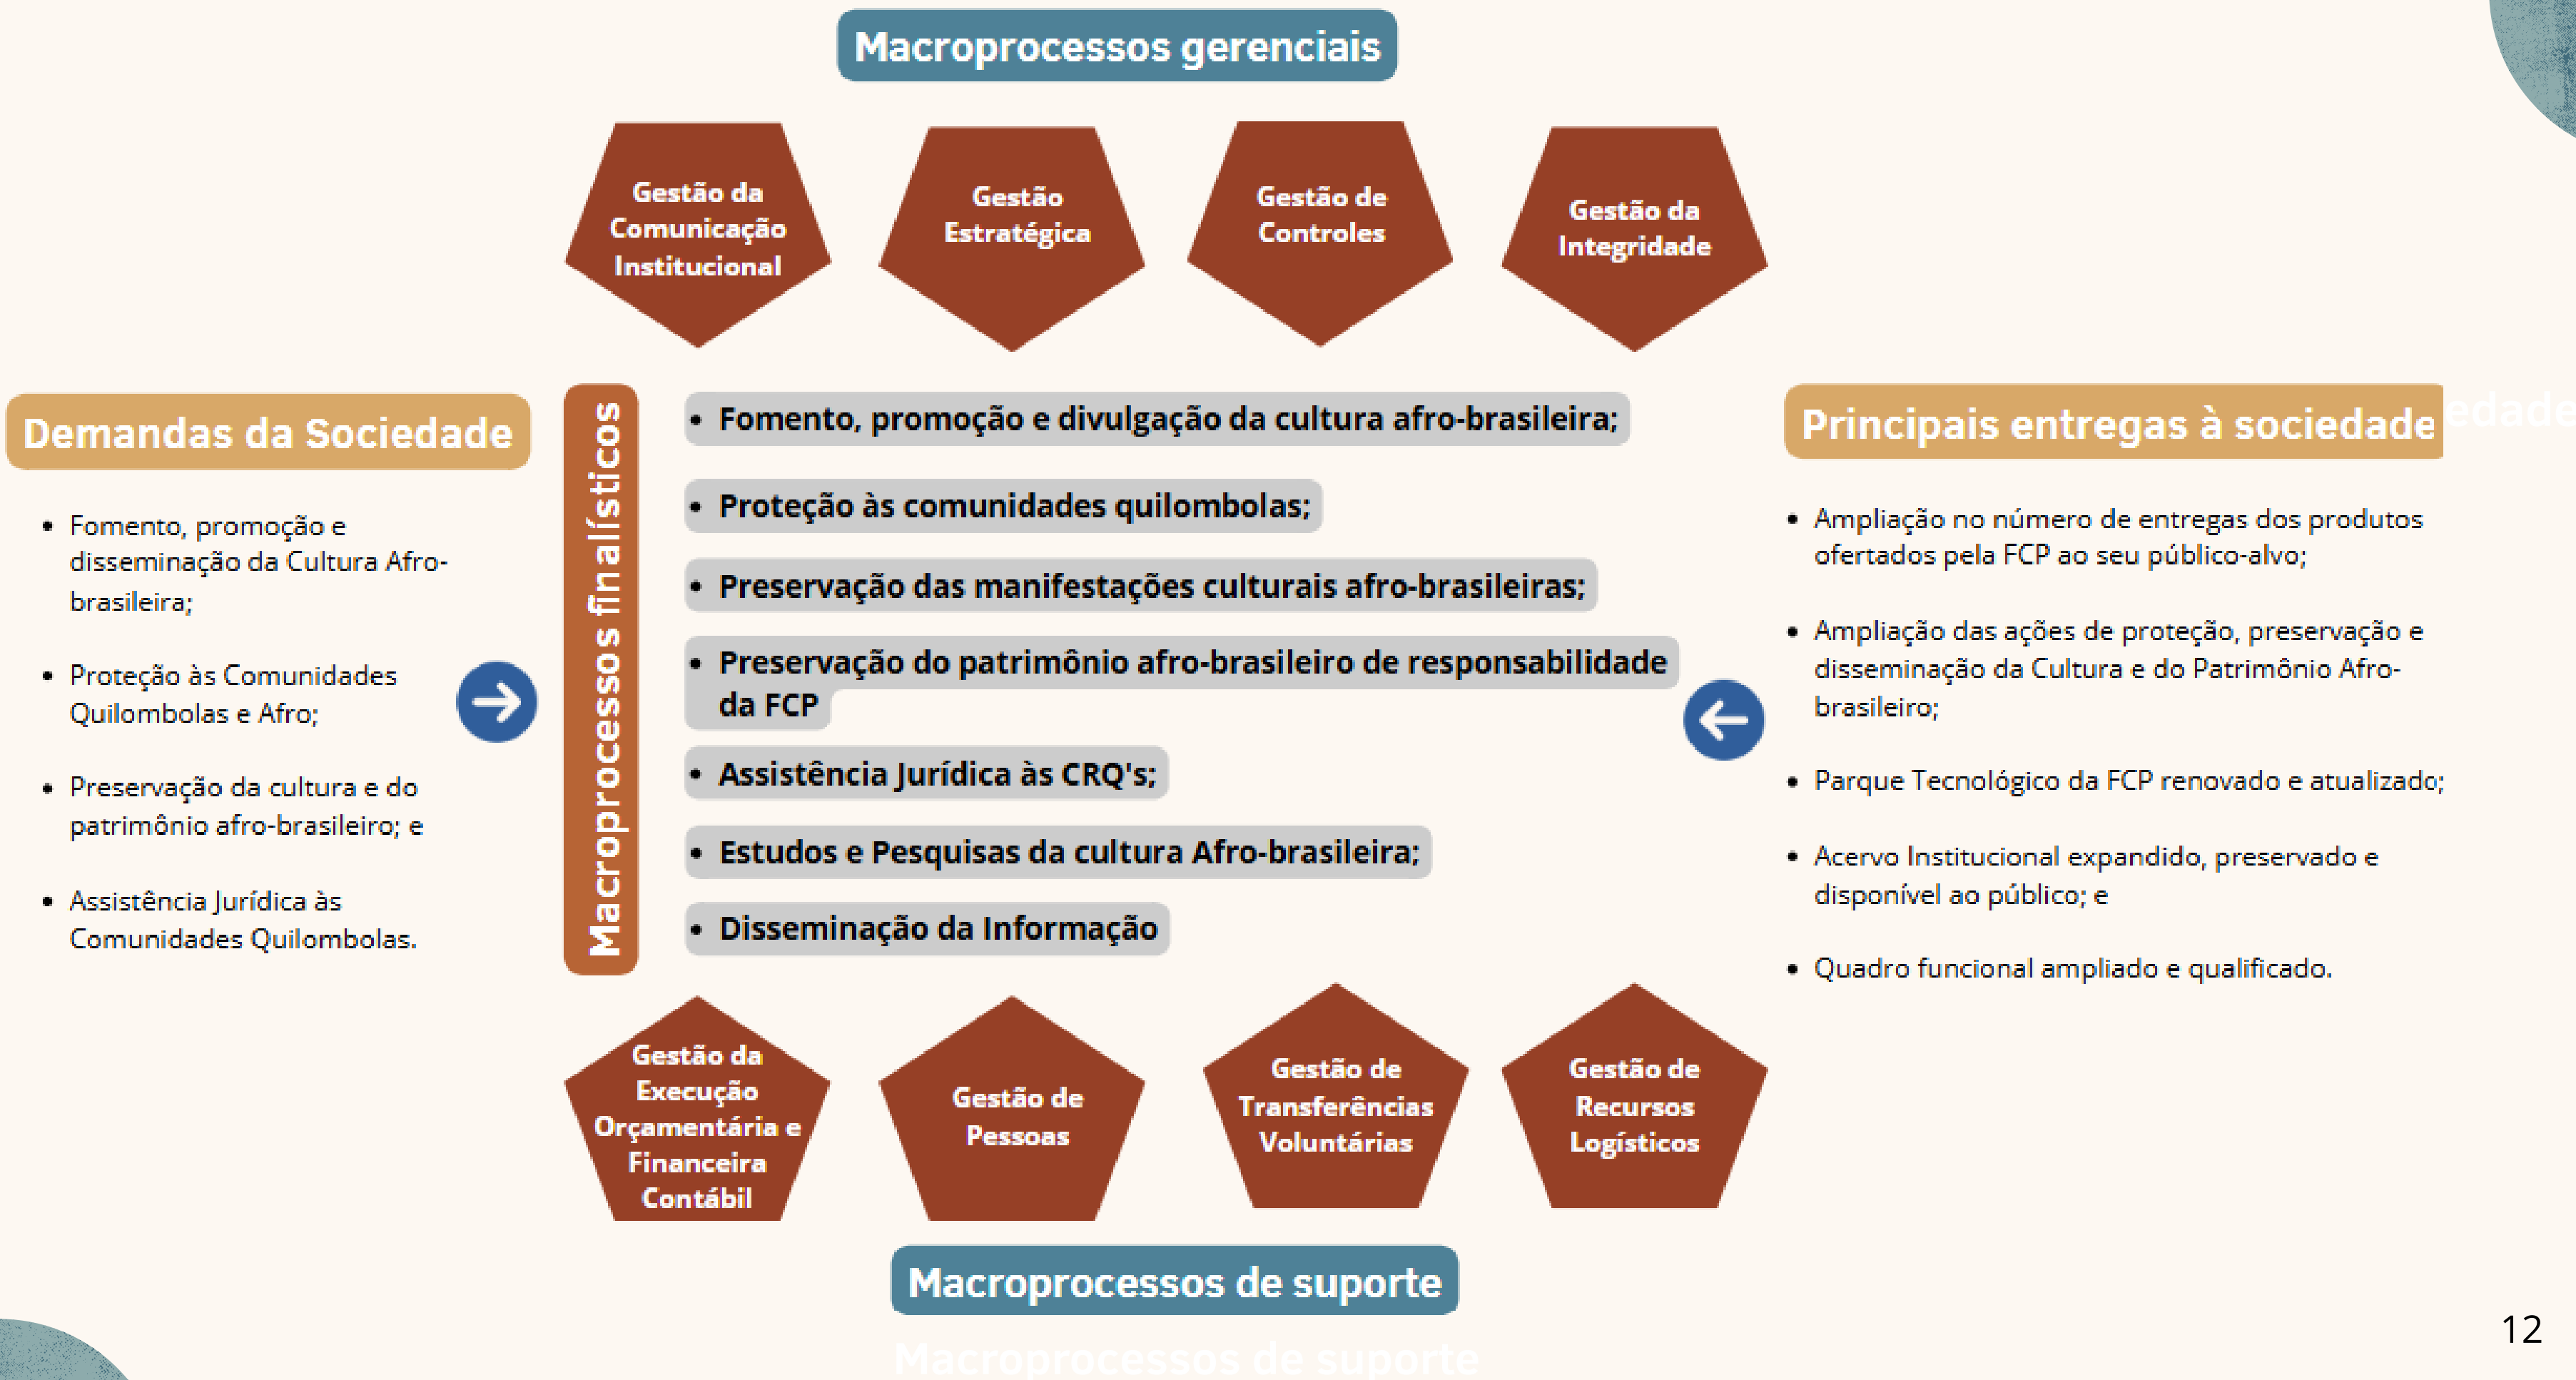 Macroprocessos gerenciais
Gestão da
Comunicação
Institucional
Gestão
Estratégica
Gestão de
Controles
Gestão da
Integridade
Demandas da Sociedade
• Fomento, promoção e
disseminação da Cultura Afro-
brasileira;
• Proteção às Comunidades
Quilombolas e Afro;
• Preservação da cultura e do
patrimônio afro-brasileiro; e
• Assistência Jurídica às
Comunidades Quilombolas.
Macroprocessos finalísticos
• Fomento, promoção e divulgação da cultura afro-brasileira;
• Proteção às comunidades quilombolas;
• Preservação das manifestações culturais afro-brasileiras;
• Preservação do patrimônio afro-brasileiro de responsabilidade
da FCP
• Assistência Jurídica às CRQ's;
• Estudos e Pesquisas da cultura Afro-brasileira;
• Disseminação da Informação
Principais entregas à sociedade
edade
• Ampliação no número de entregas dos produtos
ofertados pela FCP ao seu público-alvo;
• Ampliação das ações de proteção, preservação e
disseminação da Cultura e do Patrimônio Afro-
brasileiro;
• Parque Tecnológico da FCP renovado e atualizado;
• Acervo Institucional expandido, preservado e
disponível ao público; e
• Quadro funcional ampliado e qualificado.
Gestão da
Execução
Orçamentária e
Financeira
Contábil
Gestão de
Pessoas
Gestão de
Transferências
Voluntárias
Gestão de
Recursos
Logísticos
Macroprocessos de suporte
Macroprocessos de suporte
12